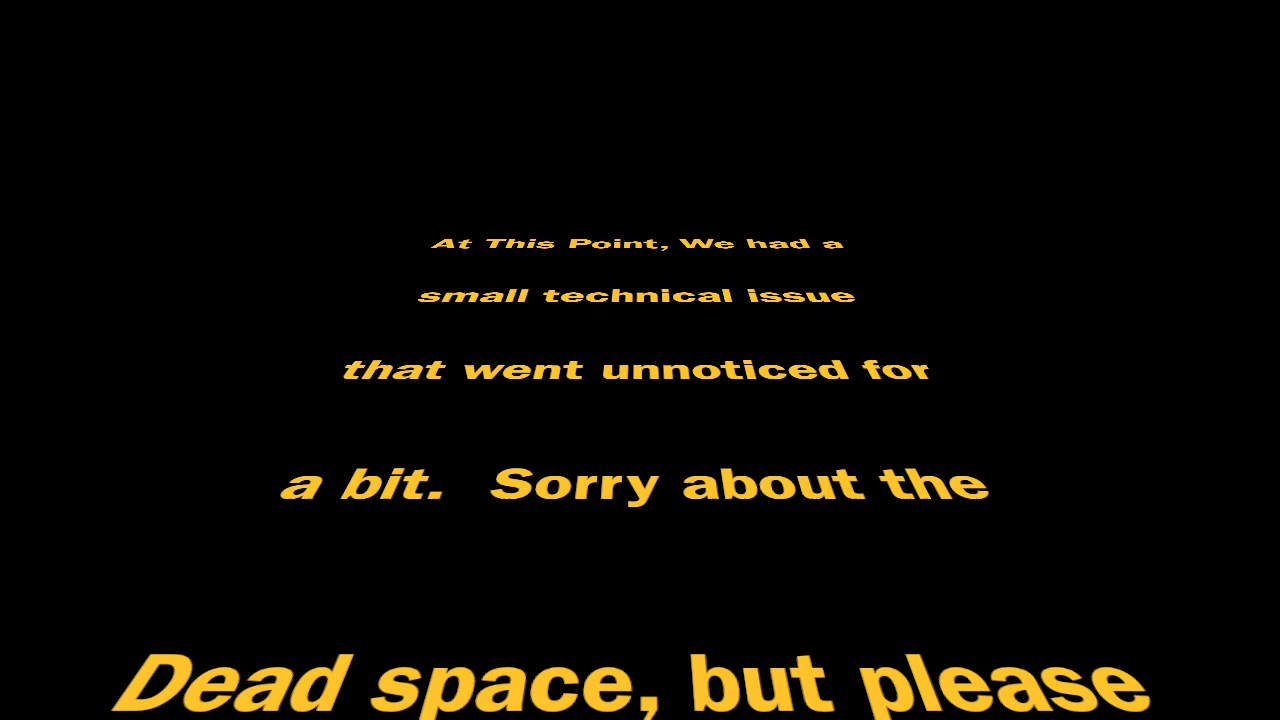 At This Point, We had a
small technical issue
that went unnoticed for
a bit.  Sorry about the
Dead space, but please